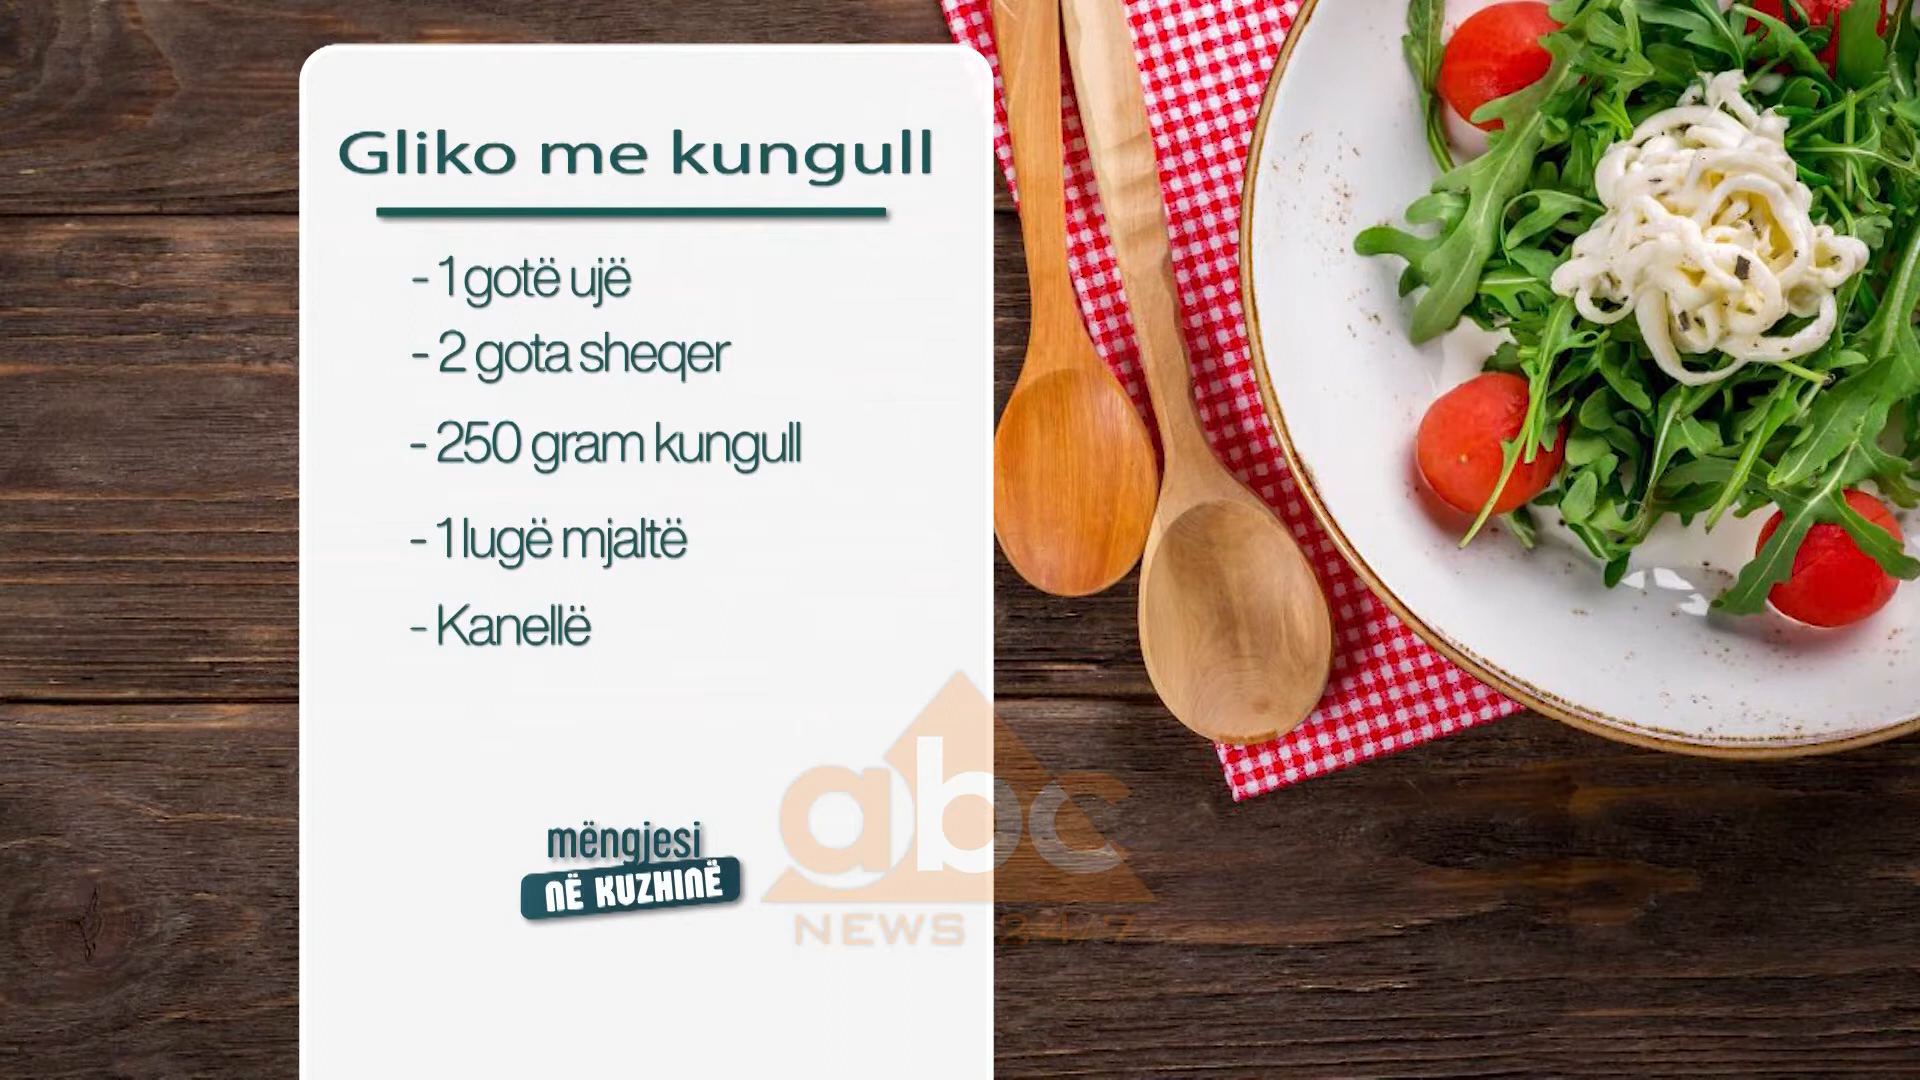 Gliko me kungull
- 1 gotë ujë
- 2 gota sheqer
- 250 gram kungull
- 1 lugë mjaltë
- Kanellë
mëngjesi
NË KUZHINË
abc
NEWS 24/7